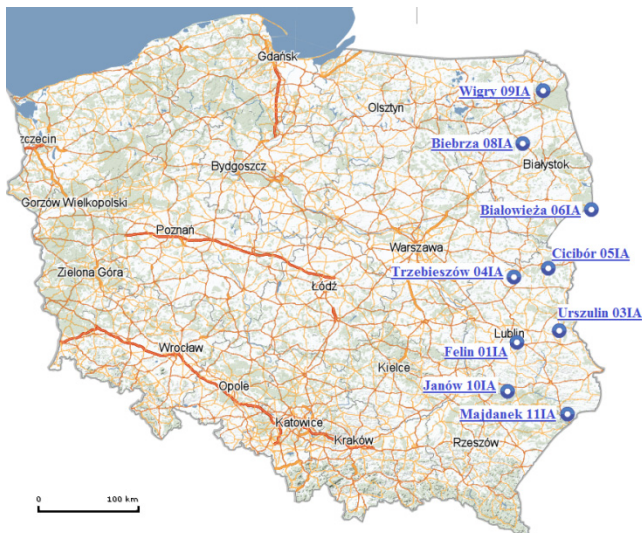 Gdańsk
Wigry 09IA
Olsztyn
zczecin
Biebrza 08IA
Białystok
Bydgoszcz
Gorzów Wielkopolski
Białowieża 06IA
Poznań
Warszawa
Cicibór 05IA
Zielona Góra
Trzebieszów 04IA
Łódź
Urszulin 03IA
Lublin
Wrocław
Felin 01IA
Kielce
Opole
Janów 10IA
Majdanek 11IA
Katowice
Kraków
Rzeszów
0 100 km